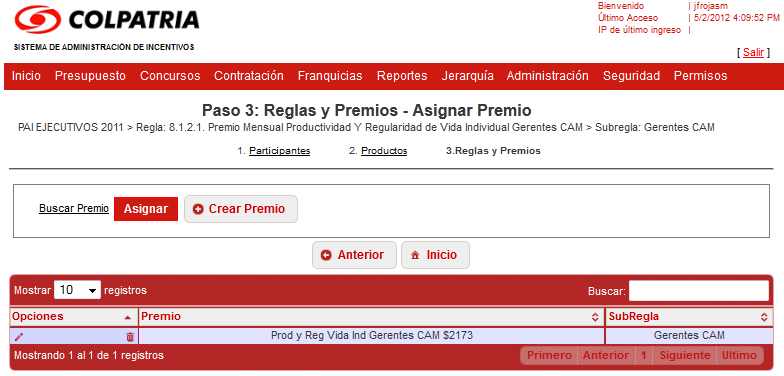 COLPATRIA
SISTEMA DE ADMINISTRACIÓN DE INCENTIVOS
Bienvenido | jfrojasm
Último Acceso | 5/2/2012 4:09:52 PM
IP de último ingreso |
[ Salir ]
Inicio Presupuesto Concursos Contratación Franquicias Reportes Jerarquía Administración Seguridad Permisos
Paso 3: Reglas y Premios - Asignar Premio
PAI EJECUTIVOS 2011 > Regla: 8.1.2.1. Premio Mensual Productividad Y Regularidad de Vida Individual Gerentes CAM > Subregla: Gerentes CAM
1. Participantes 2. Productos 3.Reglas y Premios
Buscar Premio Asignar Crear Premio
Anterior Inicio
Mostrar 10 registros Buscar:
Opciones Premio SubRegla
Prod y Reg Vida Ind Gerentes CAM $2173 Gerentes CAM
Mostrando 1 al 1 de 1 registros Primero Anterior 1 Siguiente Ultimo